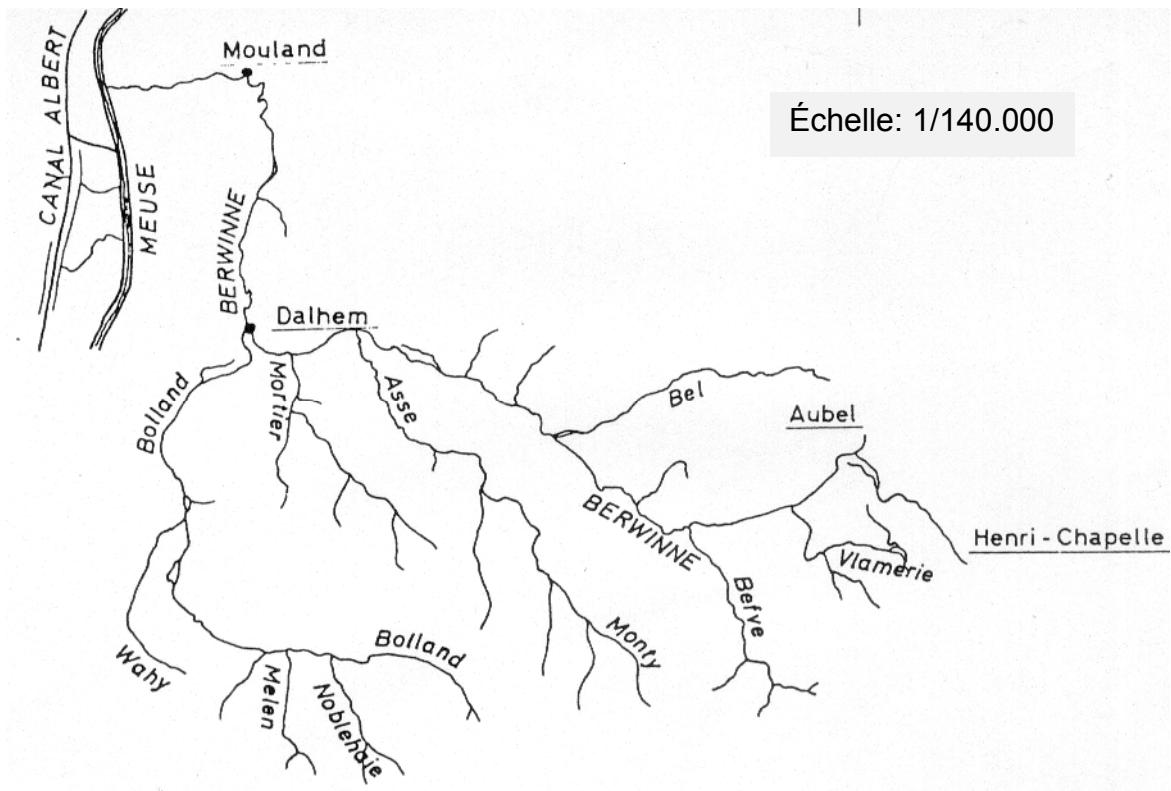 CANAL ALBERT
MEUSE
Mouland
Échelle: 1/140.000
BERWINNE
Dalhem
Bolland
Mortier
Asse
Bel
Aubel
BERWINNE
Henri - Chapelle
Vlamerie
Befve
Monty
Bolland
Wahy
Melen
Noblehaie